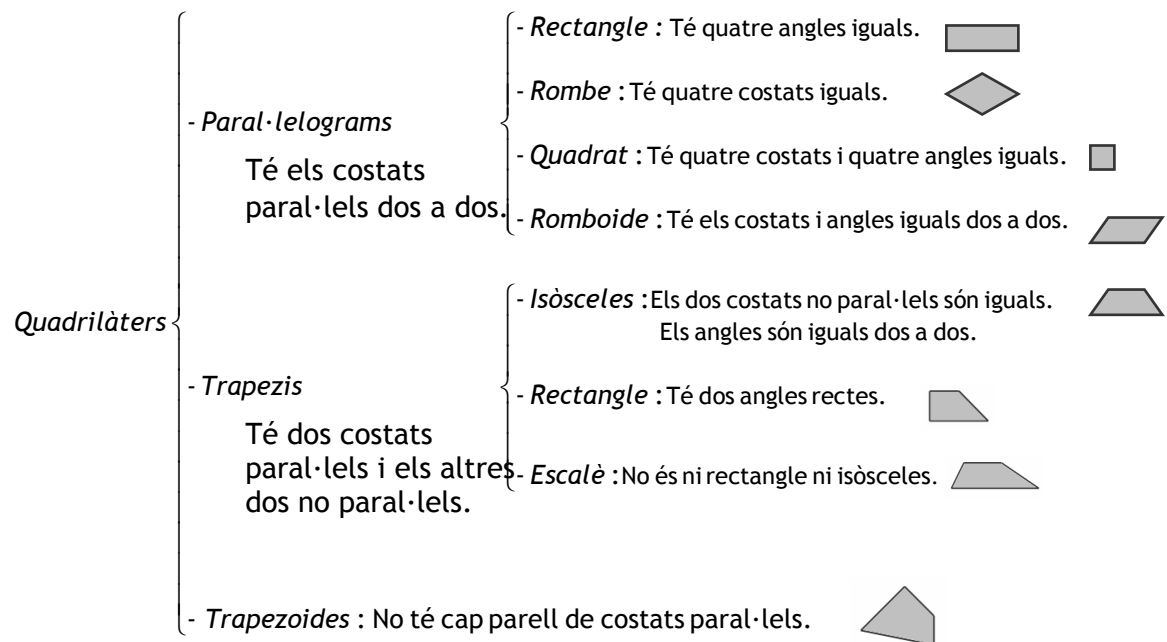 - Rectangle : Té quatre angles iguals.
- Rombe : Té quatre costats iguals.
- Paral·lelograms
Té els costats
paral·lels dos a dos.
- Quadrat : Té quatre costats i quatre angles iguals.
- Romboide : Té els costats i angles iguals dos a dos.
Quadrilàters
- Isòsceles : Els dos costats no paral·lels són iguals.
Els angles són iguals dos a dos.
- Trapezis
Té dos costats
paral·lels i els altres
dos no paral·lels.
- Rectangle : Té dos angles rectes.
- Escalè : No és ni rectangle ni isòsceles.
- Trapezoides : No té cap parell de costats paral·lels.